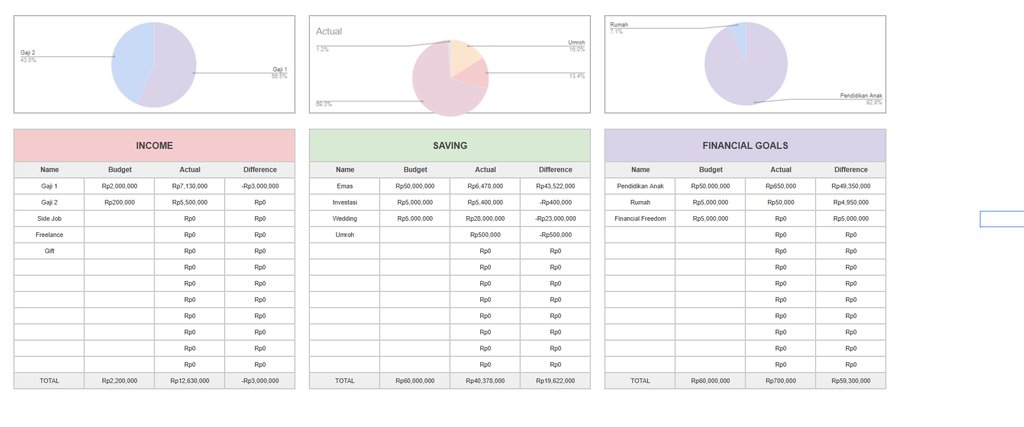 Gaji 2
43.5%
Gaji 1
56.5%
Actual
1.2%
Umroh
16.0%
13.4%
69.3%
Rumah
7.1%
Pendidikan Anak
92.9%
INCOME
Name Budget Actual Difference
Gaji 1 Rp2,000,000 Rp7,130,000 -Rp3,000,000
Gaji 2 Rp200,000 Rp5,500,000 Rp0
Side Job Rp0 Rp0
Freelance Rp0 Rp0
Gift Rp0 Rp0
Rp0 Rp0
Rp0 Rp0
Rp0 Rp0
Rp0 Rp0
Rp0 Rp0
Rp0 Rp0
Rp0 Rp0
TOTAL Rp2,200,000 Rp12,630,000 -Rp3,000,000
SAVING
Name Budget Actual Difference
Emas Rp50,000,000 Rp6,478,000 Rp43,522,000
Investasi Rp5,000,000 Rp5,400,000 -Rp400,000
Wedding Rp5,000,000 Rp28,000,000 -Rp23,000,000
Umroh Rp500,000 -Rp500,000
Rp0 Rp0
Rp0 Rp0
Rp0 Rp0
Rp0 Rp0
Rp0 Rp0
Rp0 Rp0
Rp0 Rp0
Rp0 Rp0
TOTAL Rp60,000,000 Rp40,378,000 Rp19,622,000
FINANCIAL GOALS
Name Budget Actual Difference
Pendidikan Anak Rp50,000,000 Rp650,000 Rp49,350,000
Rumah Rp5,000,000 Rp50,000 Rp4,950,000
Financial Freedom Rp5,000,000 Rp0 Rp5,000,000
Rp0 Rp0
Rp0 Rp0
Rp0 Rp0
Rp0 Rp0
Rp0 Rp0
Rp0 Rp0
Rp0 Rp0
Rp0 Rp0
Rp0 Rp0
TOTAL Rp60,000,000 Rp700,000 Rp59,300,000